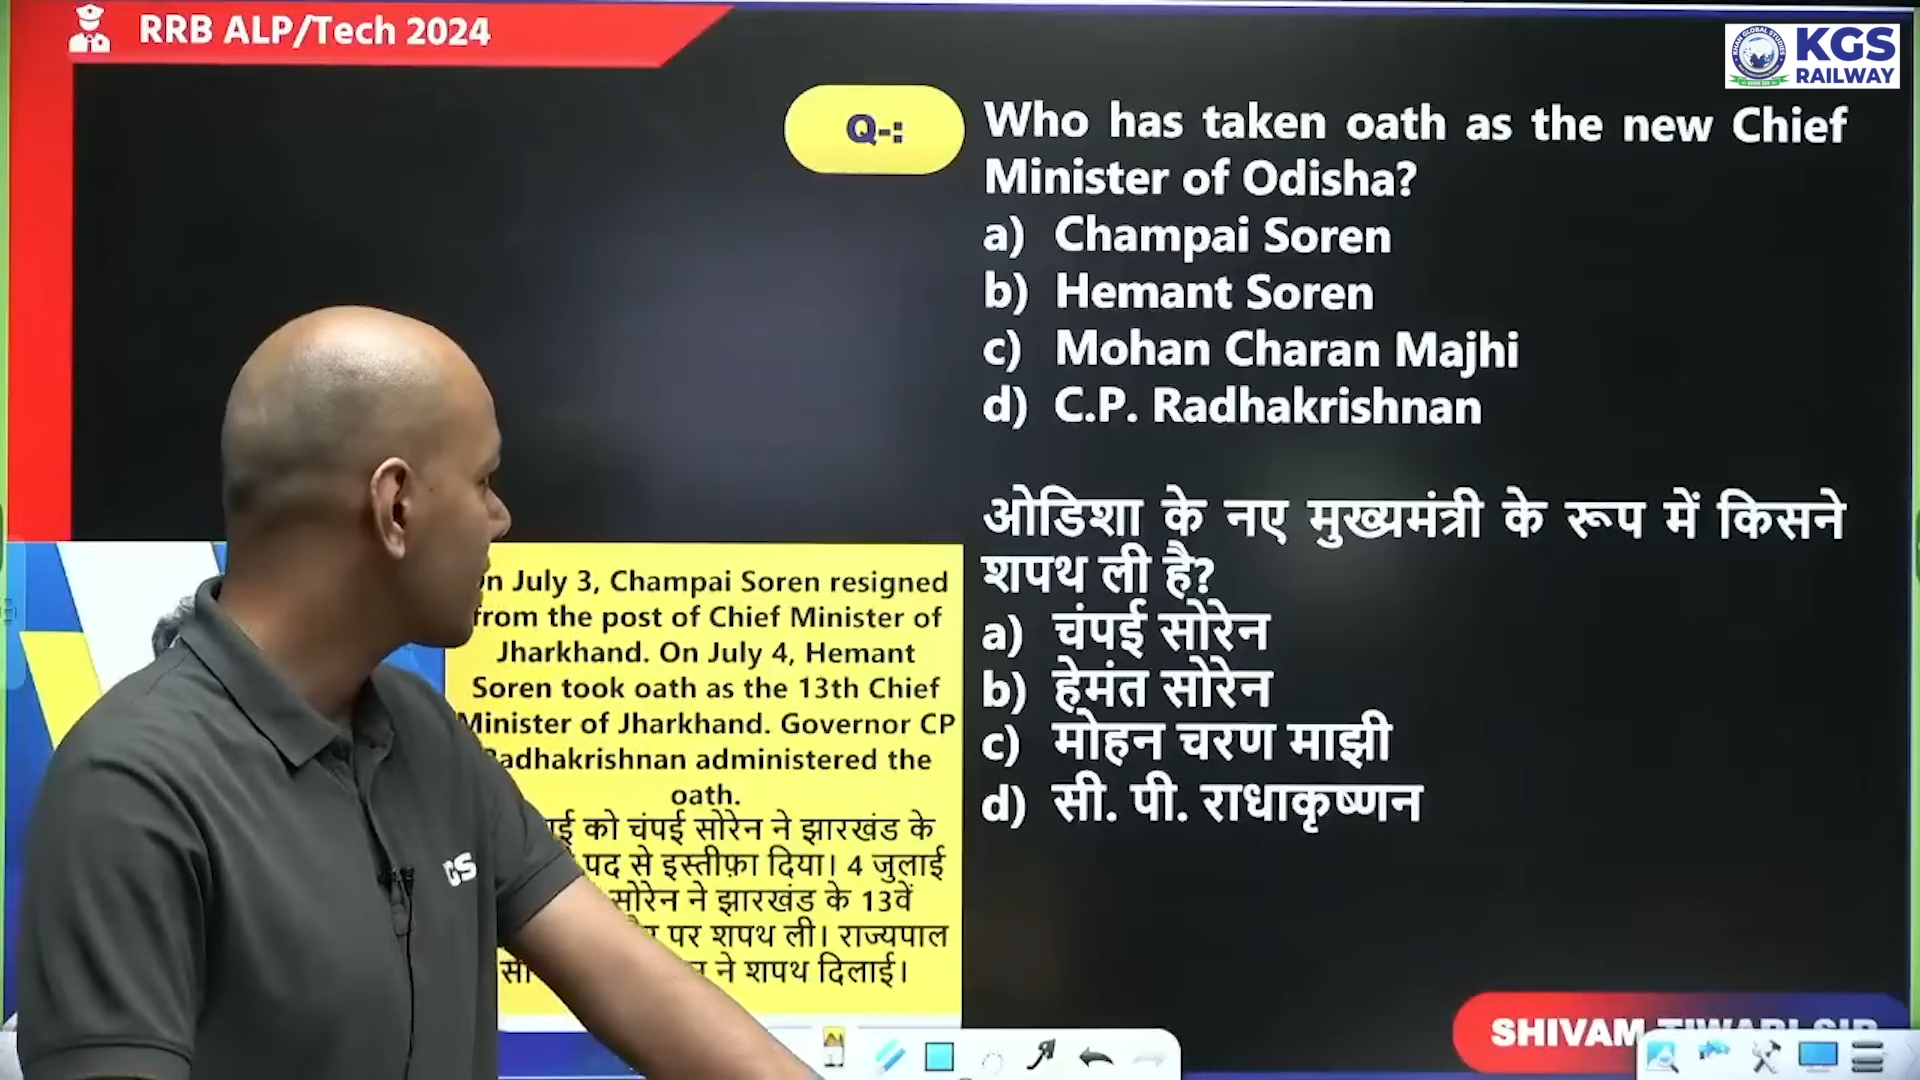 RRB ALP/Tech 2024
KGS
RAILWAY
Q-:
Who has taken oath as the new Chief
Minister of Odisha?
a) Champai Soren
b) Hemant Soren
c) Mohan Charan Majhi
d) C.P. Radhakrishnan
ओडिशा के नए मुख्यमंत्री के रूप में किसने
शपथ ली है?
a) चंपई सोरेन
b) हेमंत सोरेन
c) मोहन चरण माझी
d) सी. पी. राधाकृष्णन
July 3, Champai Soren resigned
from the post of Chief Minister of
Jharkhand. On July 4, Hemant
Soren took oath as the 13th Chief
Minister of Jharkhand. Governor CP
Radhakrishnan administered the
oath.
को चंपई सोरेन ने झारखंड के
पद से इस्तीफ़ा दिया। 4 जुलाई
सोरेन ने झारखंड के 13वें
पर शपथ ली। राज्यपाल
ने शपथ दिलाई।
GS
SHIVAM TIWARI SIR